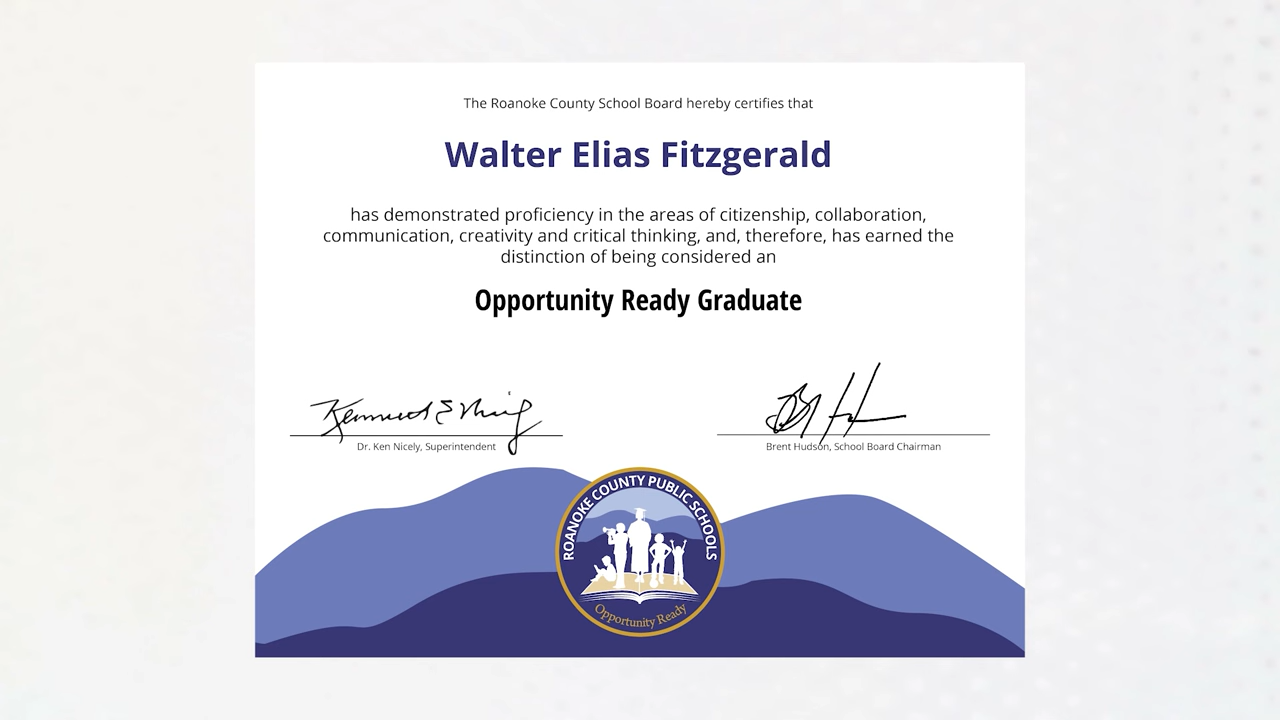 The Roanoke County School Board hereby certifies that
Walter Elias Fitzgerald
has demonstrated proficiency in the areas of citizenship, collaboration,
communication, creativity and critical thinking, and, therefore, has earned the
distinction of being considered an
Opportunity Ready Graduate
Dr. Ken Nicely, Superintendent
Brent Hudson, School Board Chairman
ROANOKE COUNTY PUBLIC SCHOOLS
Opportunity Ready